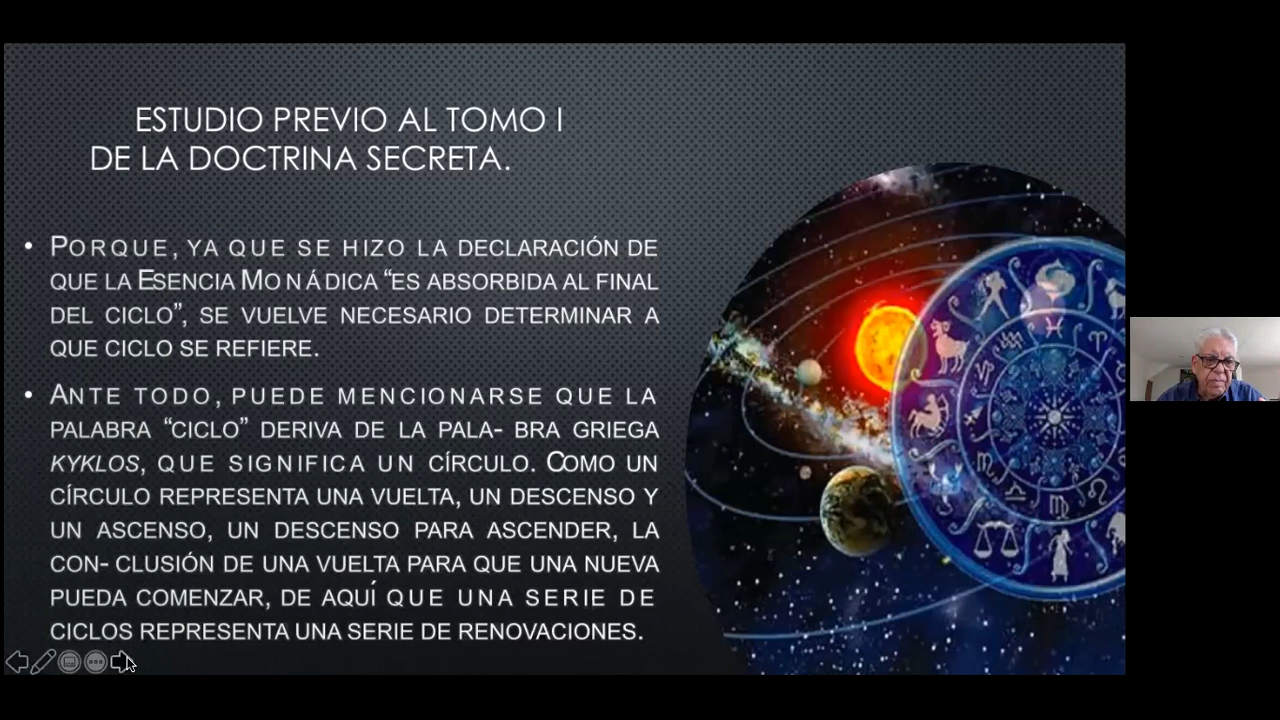 ESTUDIO PREVIO AL TOMO I
DE LA DOCTRINA SECRETA.
• PORQUE, YA QUE SE HIZO LA DECLARACIÓN DE
QUE LA ESENCIA MONÁDICA “ES ABSORBIDA AL FINAL
DEL CICLO”, SE VUELVE NECESARIO DETERMINAR A
QUE CICLO SE REFIERE.
• ANTE TODO, PUEDE MENCIONARSE QUE LA
PALABRA “CICLO” DERIVA DE LA PALA- BRA GRIEGA
KYKLOS, QUE SIGNIFICA UN CÍRCULO. COMO UN
CÍRCULO REPRESENTA UNA VUELTA, UN DESCENSO Y
UN ASCENSO, UN DESCENSO PARA ASCENDER, LA
CON- CLUSIÓN DE UNA VUELTA PARA QUE UNA NUEVA
PUEDA COMENZAR, DE AQUÍ QUE UNA SERIE DE
CICLOS REPRESENTA UNA SERIE DE RENOVACIONES.